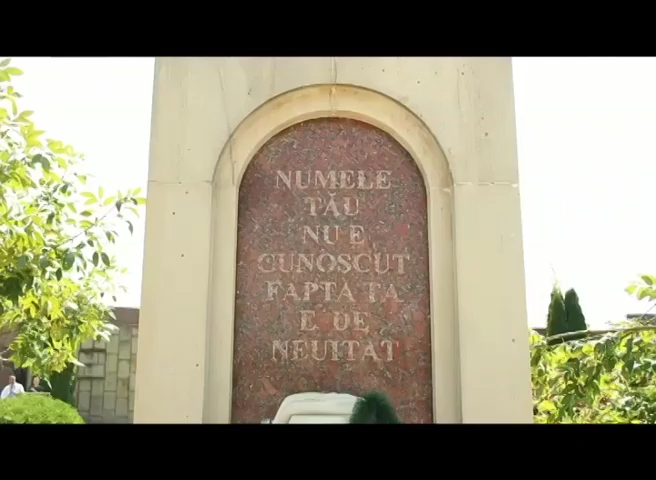 NUMELE
TĂU
NU E
CUNOSCUT
FAPTA TA
E DE
NEUITAT